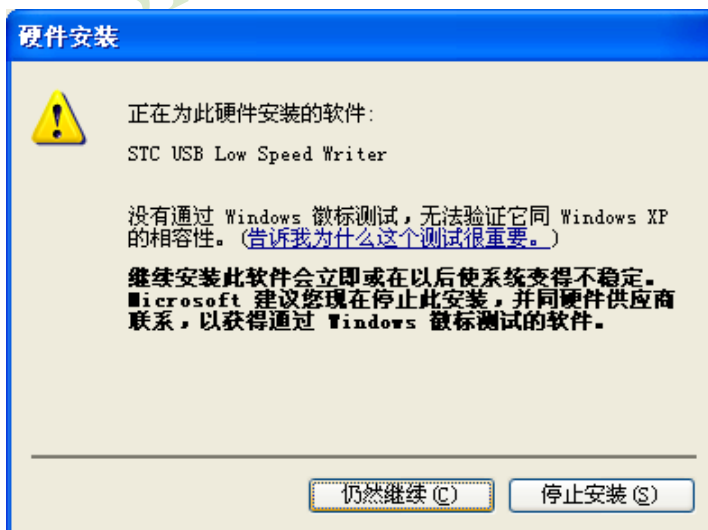 硬件安装
正在为此硬件安装的软件:
STC USB Low Speed Writer
没有通过 Windows 徽标测试，无法验证它同 Windows XP
的相容性。(告诉我为什么这个测试很重要。)
继续安装此软件会立即或在以后使系统变得不稳定。
Microsoft 建议您现在停止此安装，并同硬件供应商
联系，以获得通过 Windows 徽标测试的软件。
仍然继续(C)
停止安装(S)